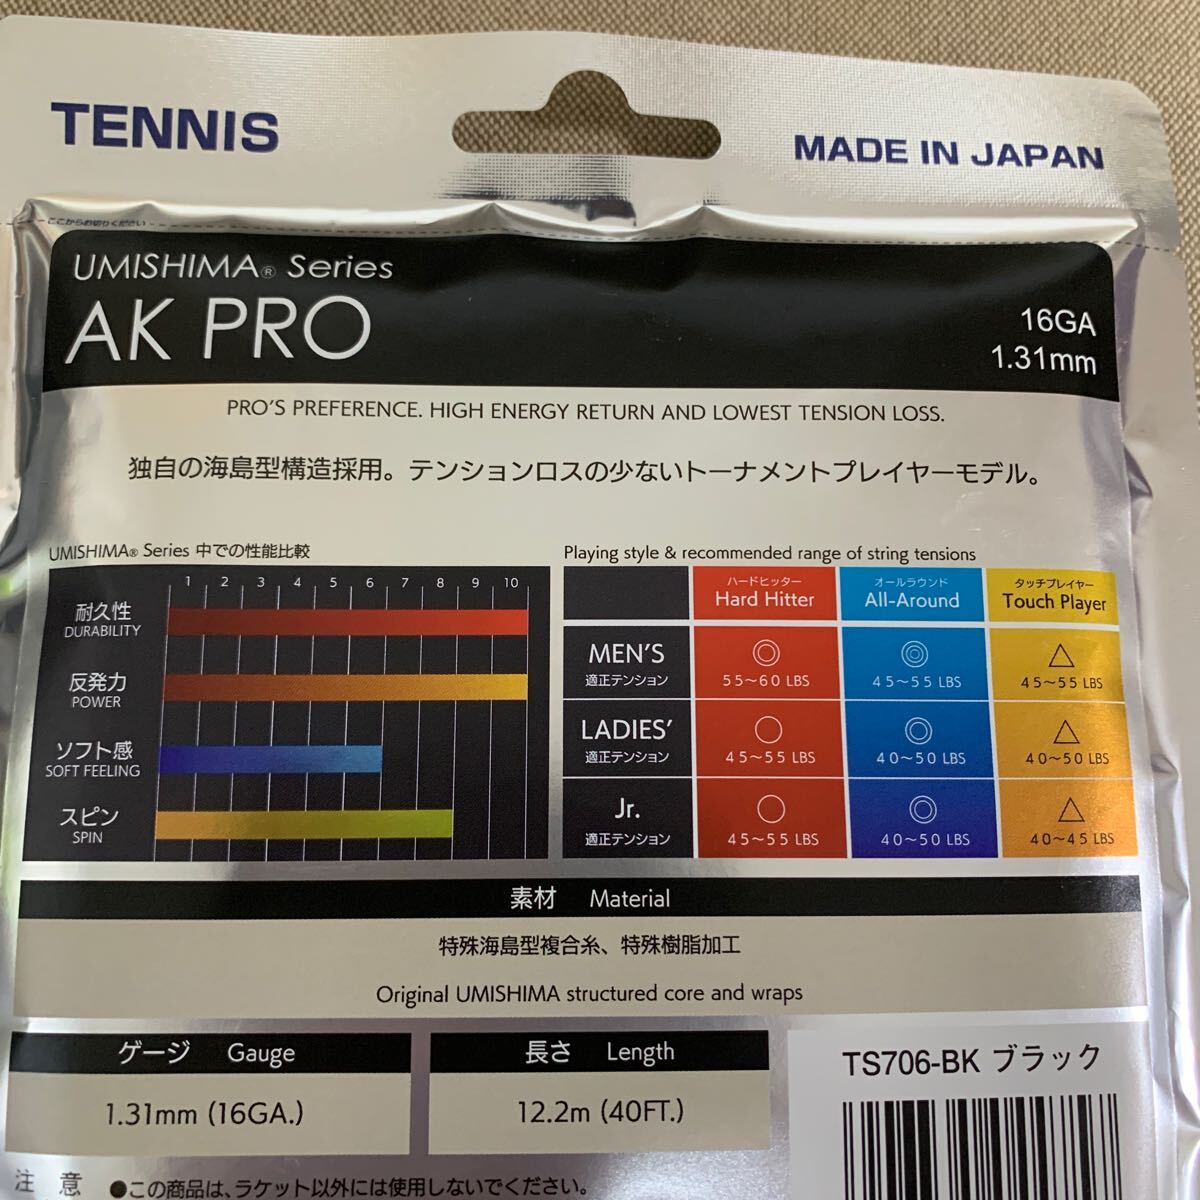 TENNIS
MADE IN JAPAN
ここからお切りください
UMISHIMA® Series
AK PRO
16GA
1.31mm
PRO'S PREFERENCE. HIGH ENERGY RETURN AND LOWEST TENSION LOSS.
独自の海島型構造採用。テンションロスの少ないトーナメントプレイヤーモデル。
UMISHIMA® Series 中での性能比較
1 2 3 4 5 6 7 8 9 10
耐久性
DURABILITY
反発力
POWER
ソフト感
SOFT FEELING
スピン
SPIN
Playing style & recommended range of string tensions
ハードヒッター オールラウンド タッチプレイヤー
Hard Hitter All-Around Touch Player
MEN'S ◎ ◎ △
適正テンション 55〜60 LBS 45〜55 LBS 45〜55 LBS
LADIES' ○ ◎ △
適正テンション 45〜55 LBS 40〜50 LBS 40〜50 LBS
Jr. ○ ◎ △
適正テンション 45〜55 LBS 40〜50 LBS 40〜45 LBS
素材 Material
特殊海島型複合糸、特殊樹脂加工
Original UMISHIMA structured core and wraps
ゲージ Gauge
1.31mm (16GA.)
長さ Length
12.2m (40FT.)
TS706-BK ブラック
注 意 ●この商品は、ラケット以外には使用しないでください。